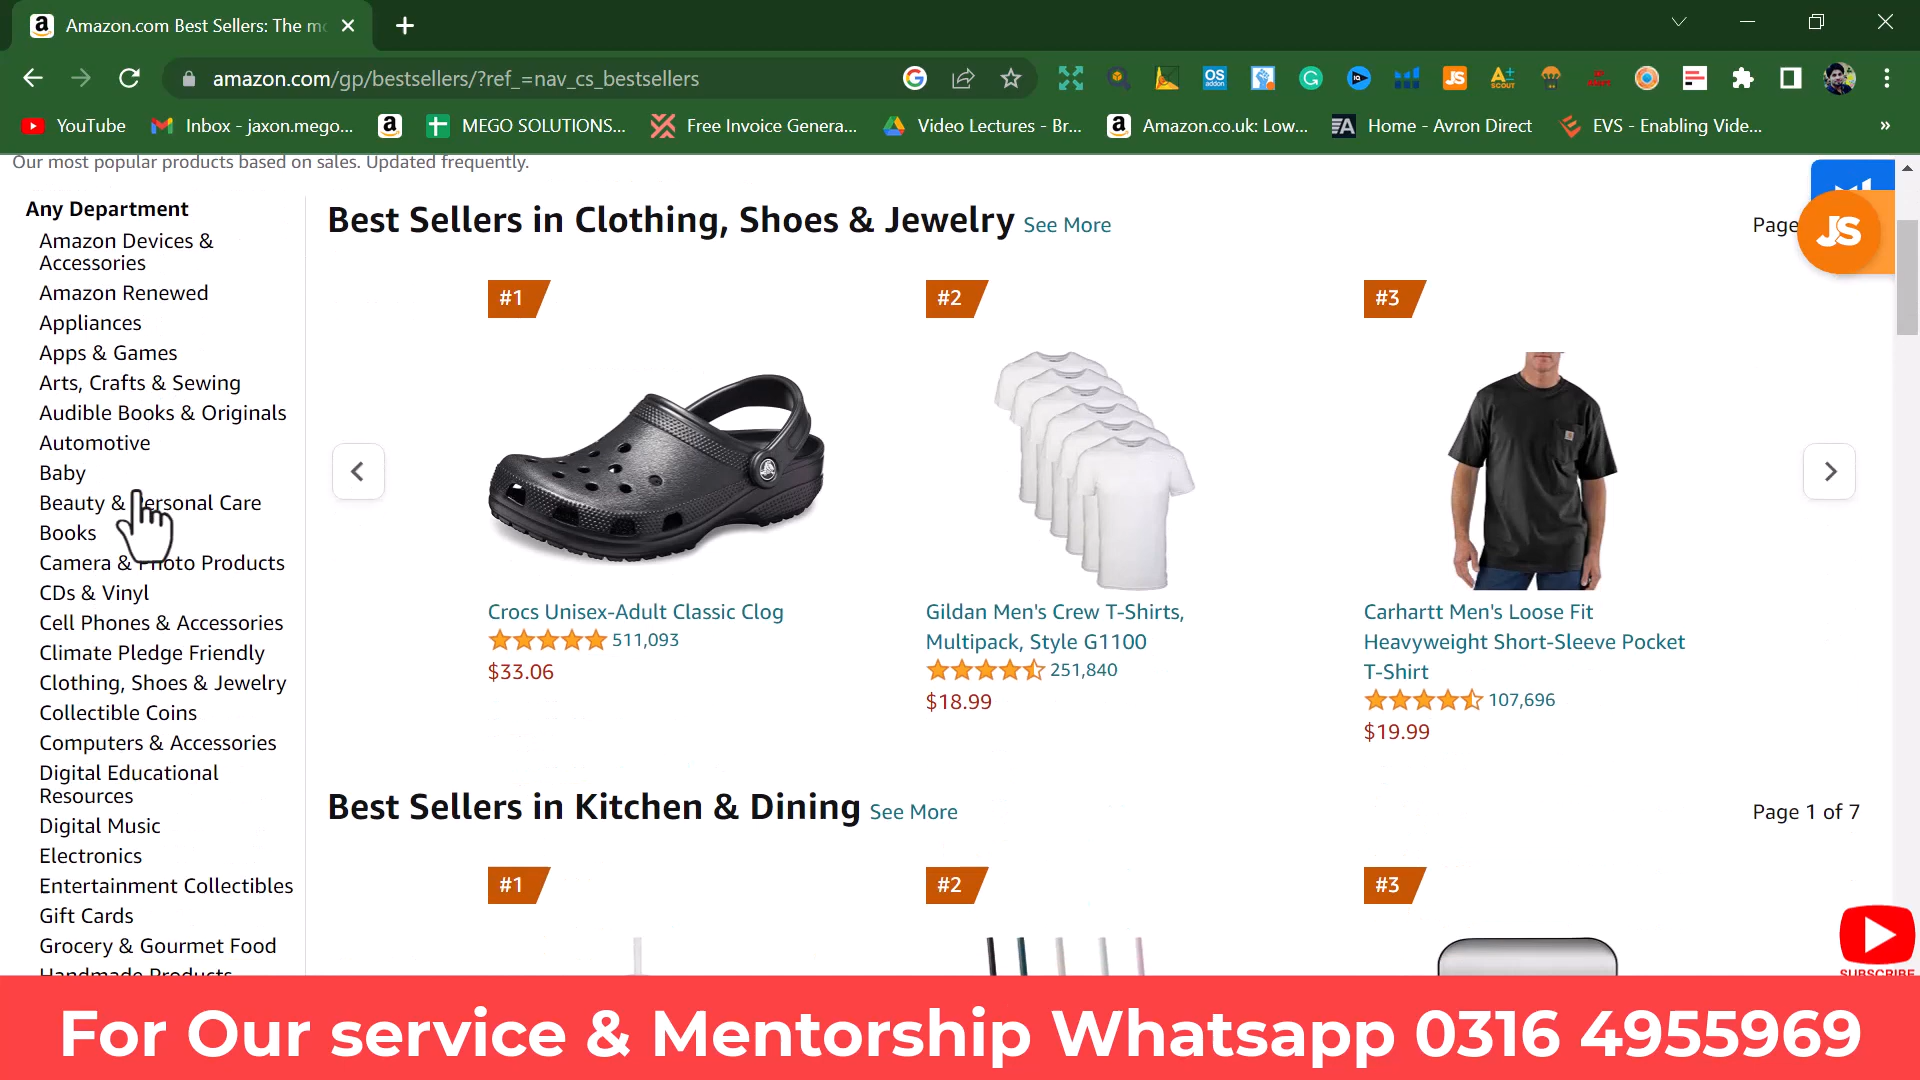 Amazon.com Best Sellers: The mo
amazon.com/gp/bestsellers/?ref_=nav_cs_bestsellers
YouTube
Inbox - jaxon.mego...
MEGO SOLUTIONS...
Free Invoice Genera...
Video Lectures - Br...
Amazon.co.uk: Low...
Home - Avron Direct
EVS - Enabling Vide...
»
Our most popular products based on sales. Updated frequently.
Any Department
Amazon Devices &
Accessories
Amazon Renewed
Appliances
Apps & Games
Arts, Crafts & Sewing
Audible Books & Originals
Automotive
Baby
Beauty & Personal Care
Books
Camera & Photo Products
CDs & Vinyl
Cell Phones & Accessories
Climate Pledge Friendly
Clothing, Shoes & Jewelry
Collectible Coins
Computers & Accessories
Digital Educational
Resources
Digital Music
Electronics
Entertainment Collectibles
Gift Cards
Grocery & Gourmet Food
Handmade Products
Best Sellers in Clothing, Shoes & Jewelry See More
Page
JS
#1
Crocs Unisex-Adult Classic Clog
511,093
$33.06
#2
Gildan Men's Crew T-Shirts,
Multipack, Style G1100
251,840
$18.99
#3
Carhartt Men's Loose Fit
Heavyweight Short-Sleeve Pocket
T-Shirt
107,696
$19.99
Best Sellers in Kitchen & Dining See More
Page 1 of 7
#1
#2
#3
SUBSCRIBE
For Our service & Mentorship Whatsapp 0316 4955969